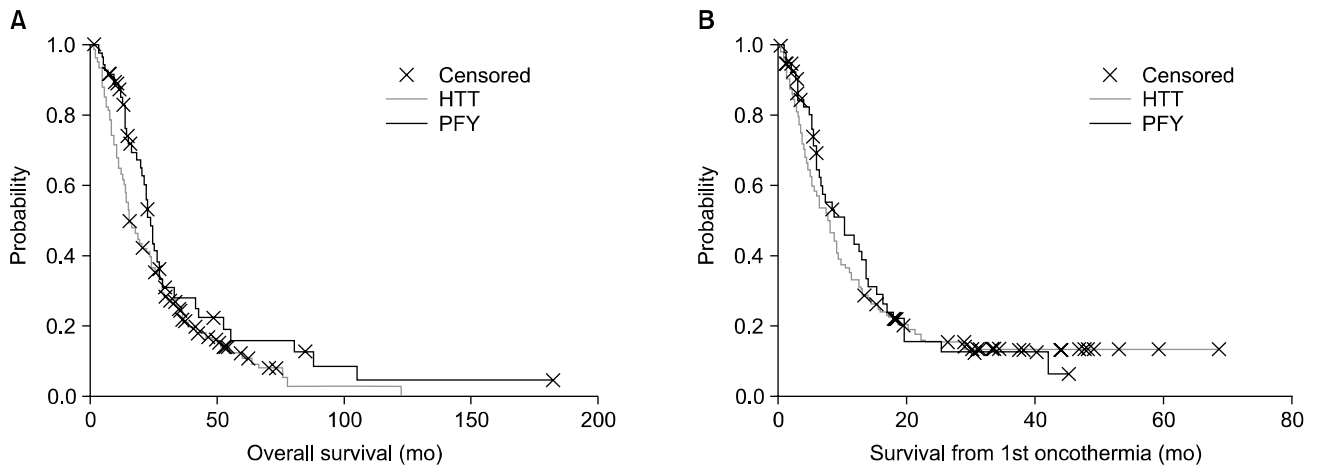 A
1.0
0.8
0.6
0.4
0.2
0.0
Probability
Censored
HTT
PFY
0 50 100 150 200
Overall survival (mo)
B
1.0
0.8
0.6
0.4
0.2
0.0
Probability
Censored
HTT
PFY
0 20 40 60 80
Survival from 1st oncothermia (mo)